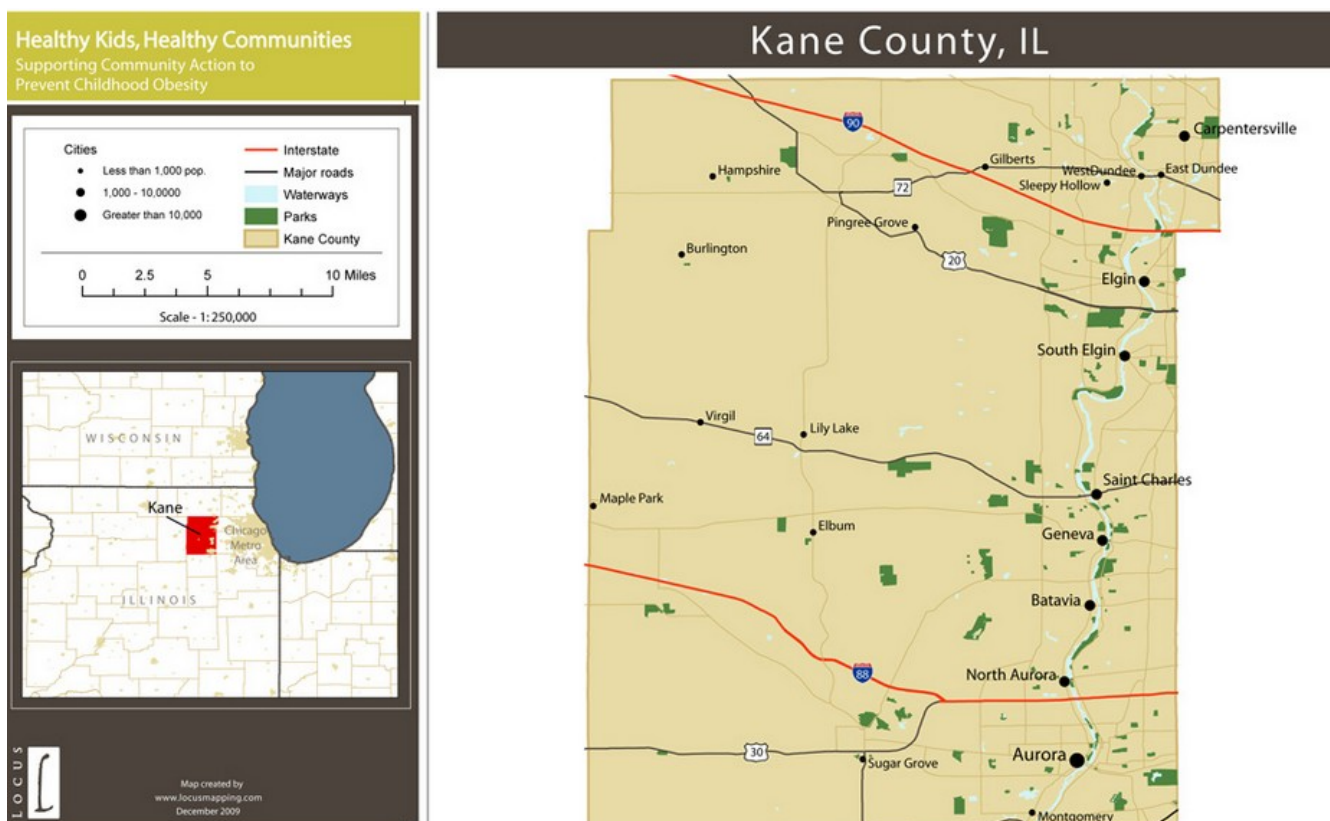 Healthy Kids, Healthy Communities
Supporting Community Action to
Prevent Childhood Obesity
Cities
Less than 1,000 pop.
1,000 - 10,0000
Greater than 10,000
Interstate
Major roads
Waterways
Parks
Kane County
0 2.5 5 10 Miles
Scale - 1:250,000
WISCONSIN
Kane
Chicago
Metro
Area
ILLINOIS
LOCUS
L
Map created by
www.locusmapping.com
December 2009
Kane County, IL
90
Carpentersville
Hampshire
Gilberts
WestDundee
East Dundee
Sleepy Hollow
72
Pingree Grove
Burlington
20
Elgin
South Elgin
Virgil
64
Lily Lake
Saint Charles
Maple Park
Elbum
Geneva
Batavia
88
North Aurora
30
Sugar Grove
Aurora
Montgomery